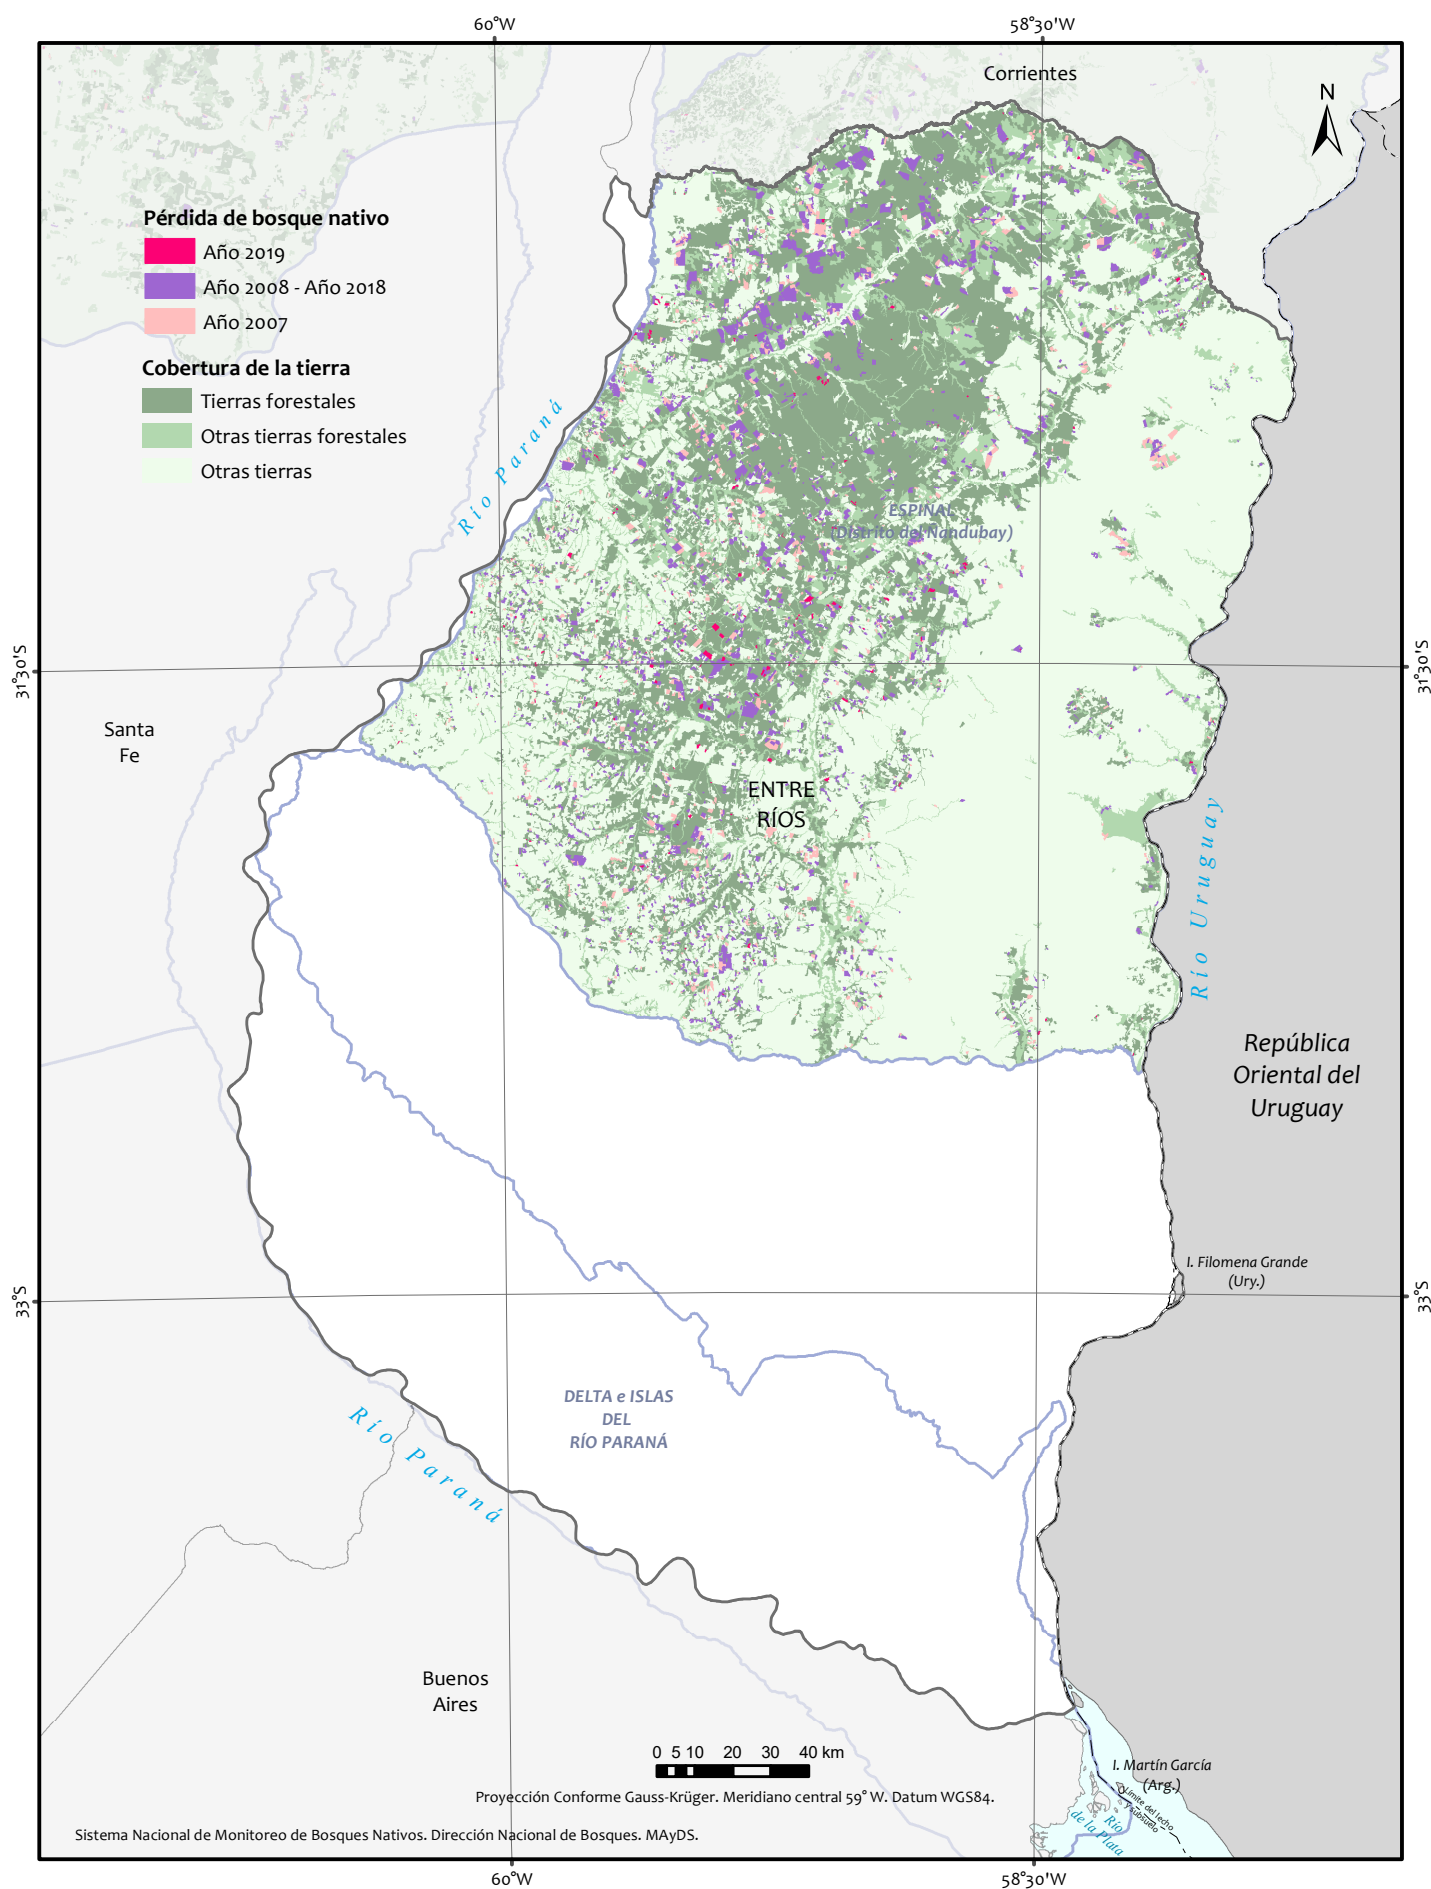 60°W
58°30'W
Corrientes
N
Pérdida de bosque nativo
Año 2019
Año 2008 - Año 2018
Año 2007
Cobertura de la tierra
Tierras forestales
Otras tierras forestales
Otras tierras
Río Paraná
ESPINAL
(Distrito del Ñandubay)
31°30'S
31°30'S
Santa
Fe
ENTRE
RÍOS
Río Uruguay
República
Oriental del
Uruguay
I. Filomena Grande
(Ury.)
33°S
33°S
DELTA e ISLAS
DEL
RÍO PARANÁ
Río Paraná
Buenos
Aires
0 5 10 20 30 40 km
I. Martín García
(Arg.)
Límite del lecho
y subsuelo
Río
de la Plata
Proyección Conforme Gauss-Krüger. Meridiano central 59° W. Datum WGS84.
Sistema Nacional de Monitoreo de Bosques Nativos. Dirección Nacional de Bosques. MAyDS.
60°W
58°30'W